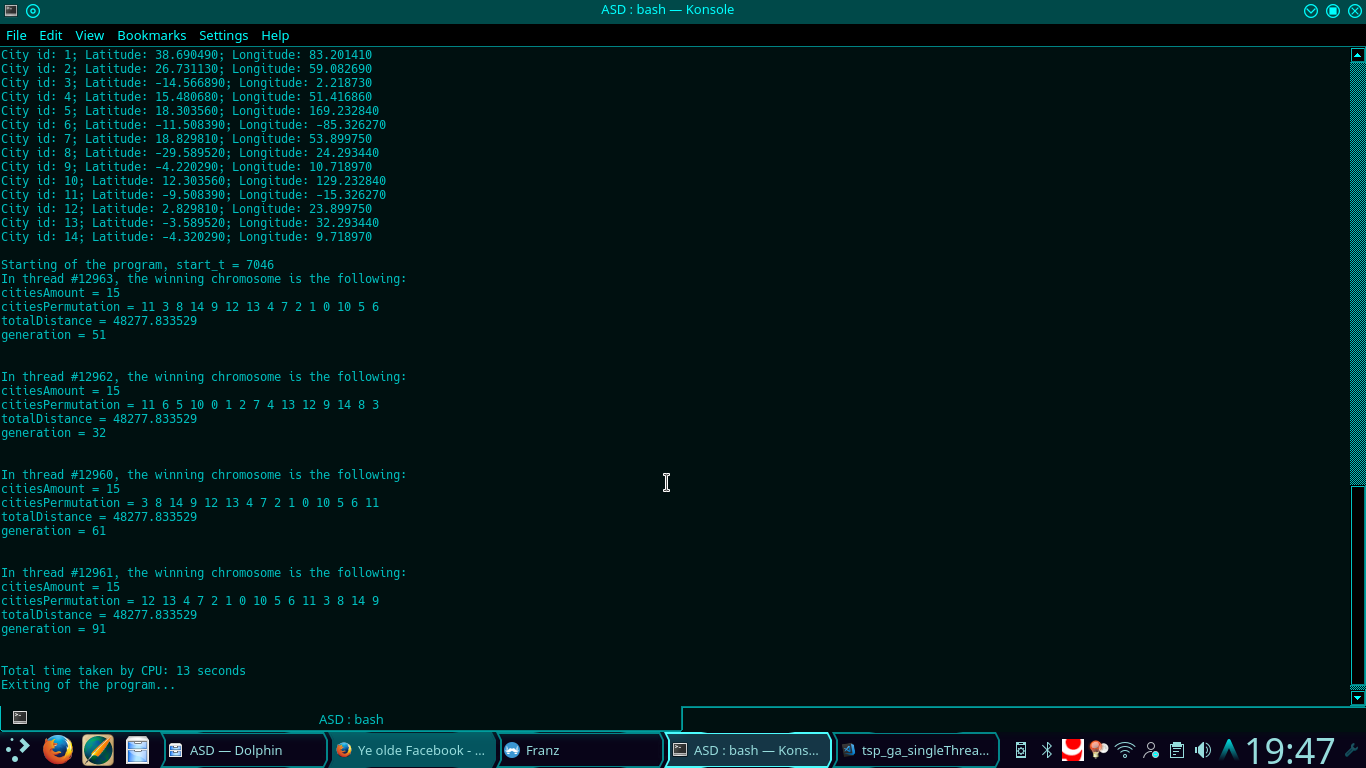 ASD : bash — Konsole
File Edit View Bookmarks Settings Help
City id: 1; Latitude: 38.690490; Longitude: 83.201410
City id: 2; Latitude: 26.731130; Longitude: 59.082690
City id: 3; Latitude: -14.566890; Longitude: 2.218730
City id: 4; Latitude: 15.480680; Longitude: 51.416860
City id: 5; Latitude: 18.303560; Longitude: 169.232840
City id: 6; Latitude: -11.508390; Longitude: -85.326270
City id: 7; Latitude: 18.829810; Longitude: 53.899750
City id: 8; Latitude: -29.589520; Longitude: 24.293440
City id: 9; Latitude: -4.220290; Longitude: 10.718970
City id: 10; Latitude: 12.303560; Longitude: 129.232840
City id: 11; Latitude: -9.508390; Longitude: -15.326270
City id: 12; Latitude: 2.829810; Longitude: 23.899750
City id: 13; Latitude: -3.589520; Longitude: 32.293440
City id: 14; Latitude: -4.320290; Longitude: 9.718970
Starting of the program, start_t = 7046
In thread #12963, the winning chromosome is the following:
citiesAmount = 15
citiesPermutation = 11 3 8 14 9 12 13 4 7 2 1 0 10 5 6
totalDistance = 48277.833529
generation = 51
In thread #12962, the winning chromosome is the following:
citiesAmount = 15
citiesPermutation = 11 6 5 10 0 1 2 7 4 13 12 9 14 8 3
totalDistance = 48277.833529
generation = 32
In thread #12960, the winning chromosome is the following:
citiesAmount = 15
citiesPermutation = 3 8 14 9 12 13 4 7 2 1 0 10 5 6 11
totalDistance = 48277.833529
generation = 61
In thread #12961, the winning chromosome is the following:
citiesAmount = 15
citiesPermutation = 12 13 4 7 2 1 0 10 5 6 11 3 8 14 9
totalDistance = 48277.833529
generation = 91
Total time taken by CPU: 13 seconds
Exiting of the program...
ASD : bash
ASD — Dolphin Ye olde Facebook - ... Franz ASD : bash — Kons... tsp_ga_singleThrea... 19:47